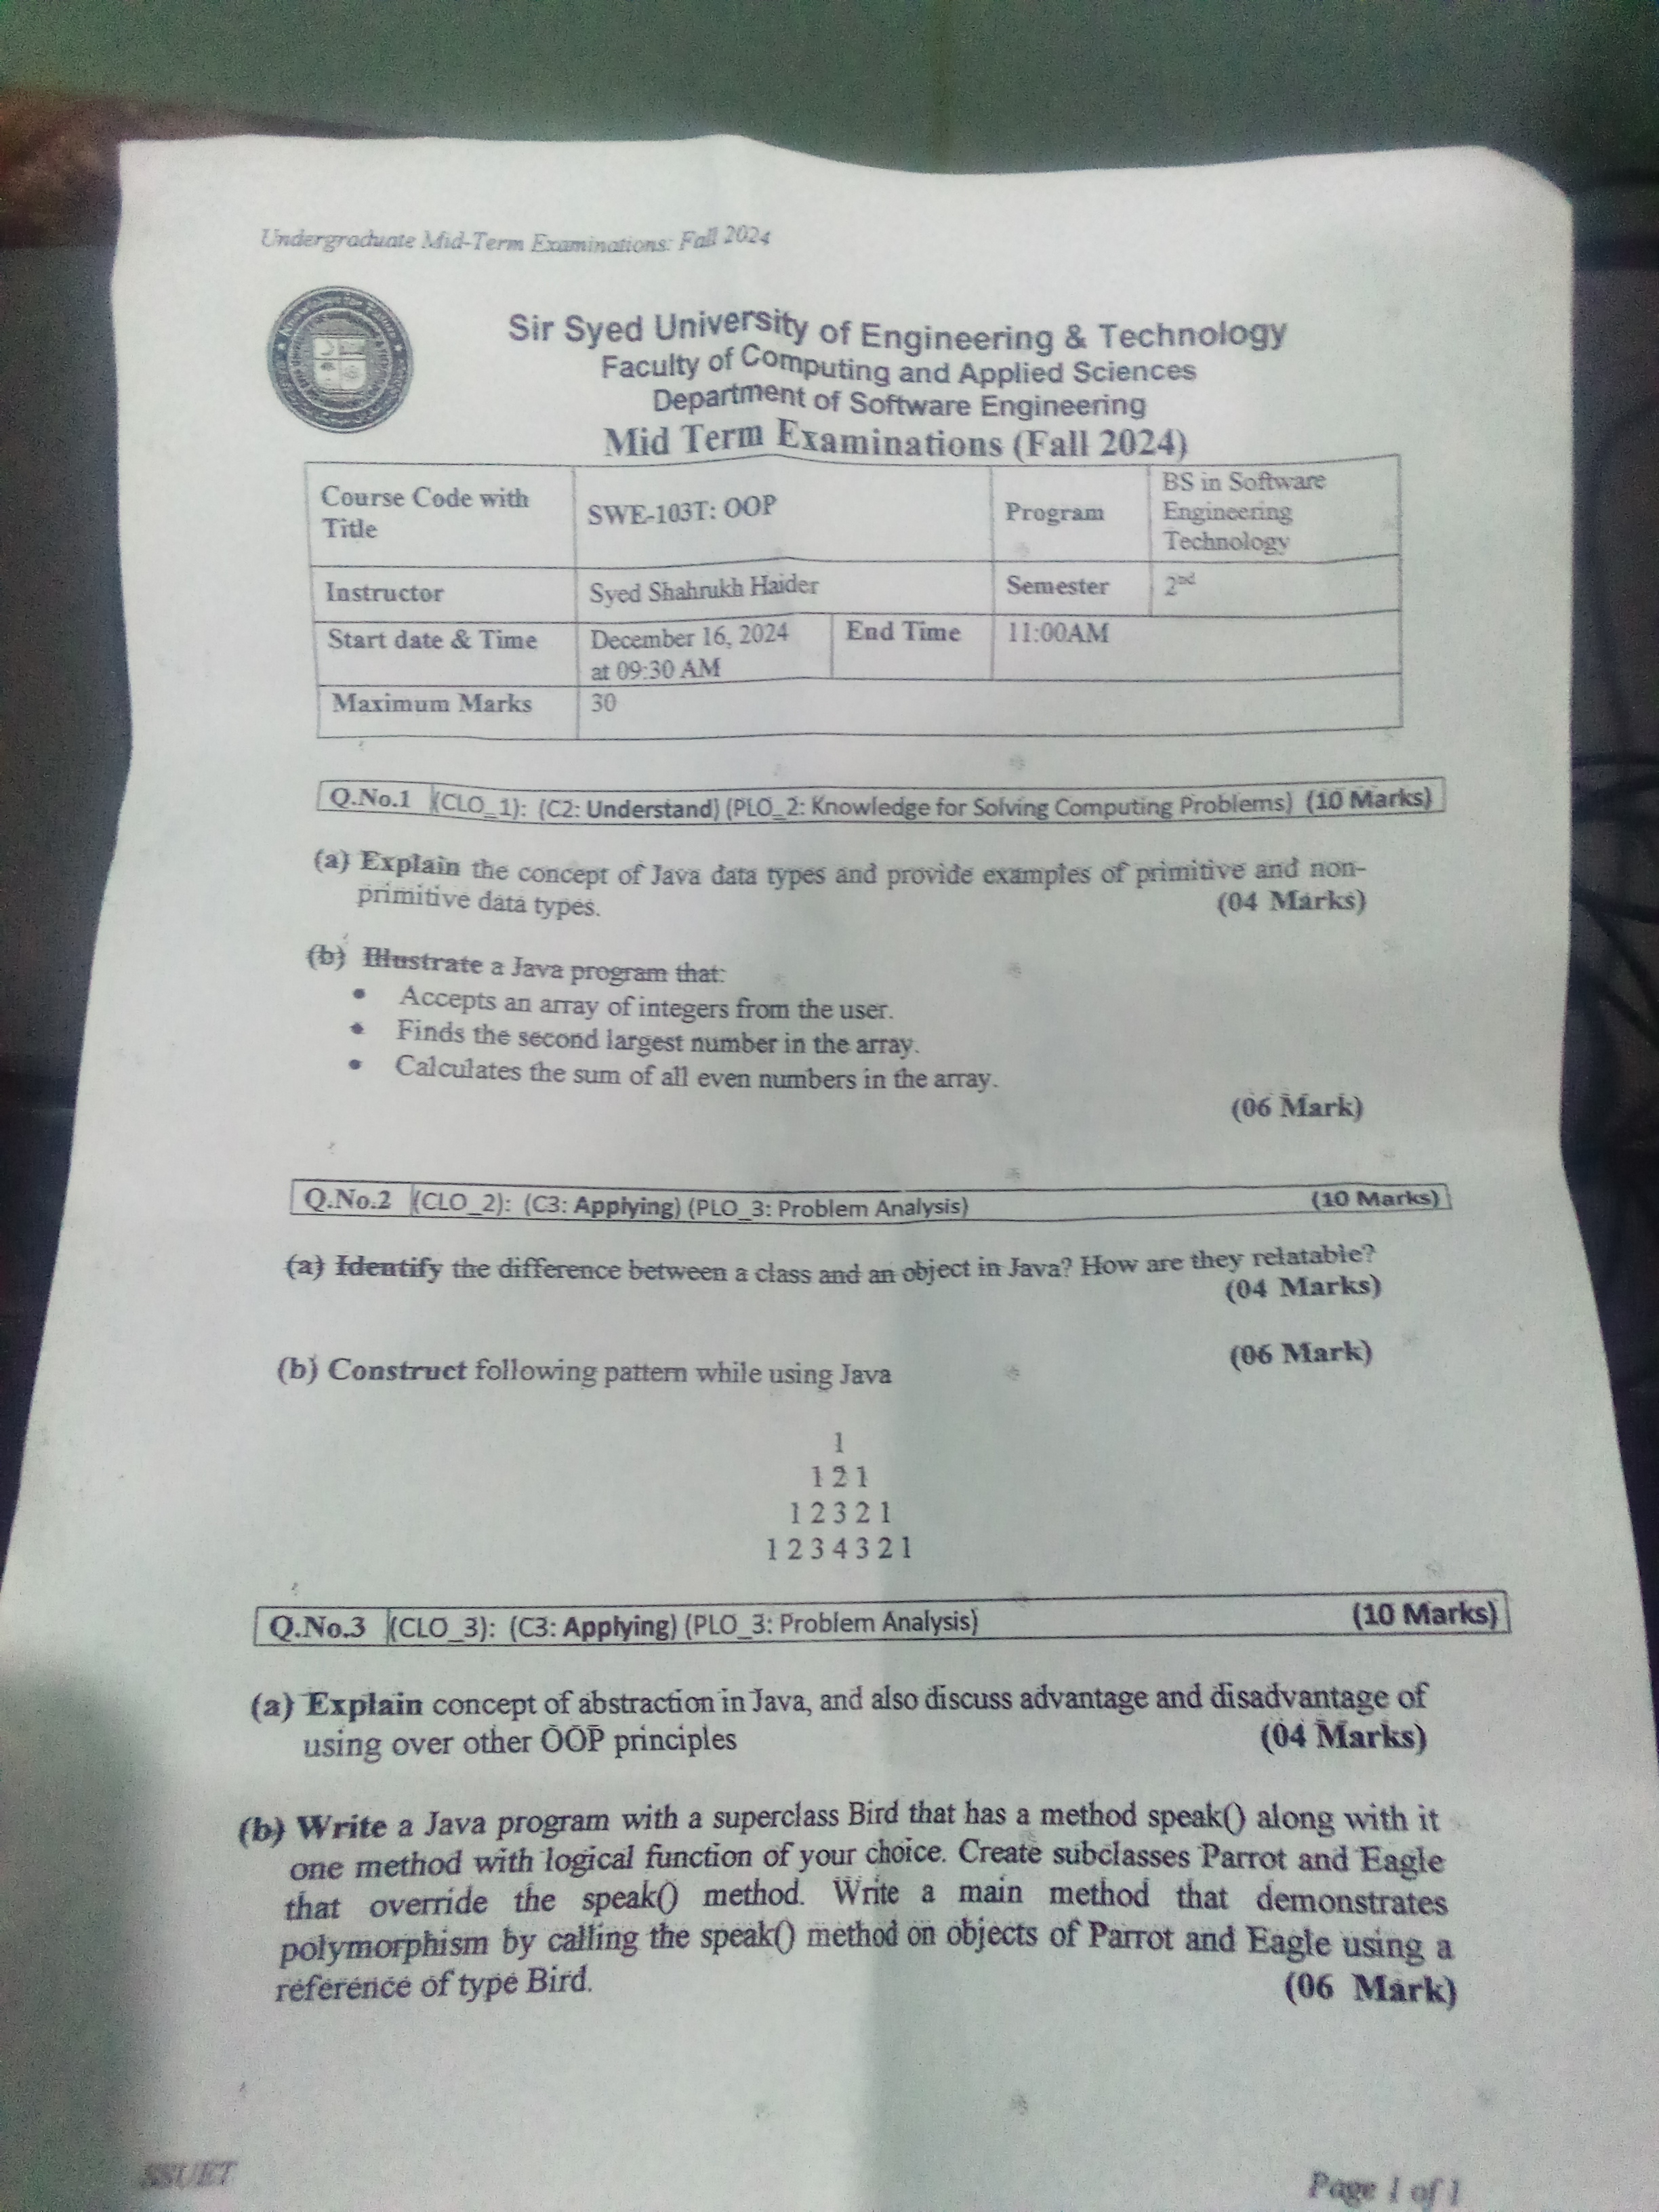 Undergraduate Mid-Term Examinations: Fall 2024
Sir Syed University of Engineering & Technology
Faculty of Computing and Applied Sciences
Department of Software Engineering
Mid Term Examinations (Fall 2024)
Course Code with Title SWE-103T: OOP Program BS in Software Engineering Technology
Instructor Syed Shahrukh Haider Semester 2nd
Start date & Time December 16, 2024 at 09:30 AM End Time 11:00AM
Maximum Marks 30
Q.No.1 (CLO_1): (C2: Understand) (PLO_2: Knowledge for Solving Computing Problems) (10 Marks)
(a) Explain the concept of Java data types and provide examples of primitive and non-
primitive data types. (04 Marks)
(b) Illustrate a Java program that:
• Accepts an array of integers from the user.
• Finds the second largest number in the array.
• Calculates the sum of all even numbers in the array.
(06 Mark)
Q.No.2 (CLO_2): (C3: Applying) (PLO_3: Problem Analysis) (10 Marks)
(a) Identify the difference between a class and an object in Java? How are they relatable?
(04 Marks)
(b) Construct following pattern while using Java (06 Mark)
1
1 2 1
1 2 3 2 1
1 2 3 4 3 2 1
Q.No.3 (CLO_3): (C3: Applying) (PLO_3: Problem Analysis) (10 Marks)
(a) Explain concept of abstraction in Java, and also discuss advantage and disadvantage of
using over other OOP principles (04 Marks)
(b) Write a Java program with a superclass Bird that has a method speak() along with it
one method with logical function of your choice. Create subclasses Parrot and Eagle
that override the speak() method. Write a main method that demonstrates
polymorphism by calling the speak() method on objects of Parrot and Eagle using a
reference of type Bird. (06 Mark)
SSUET
Page 1 of 1